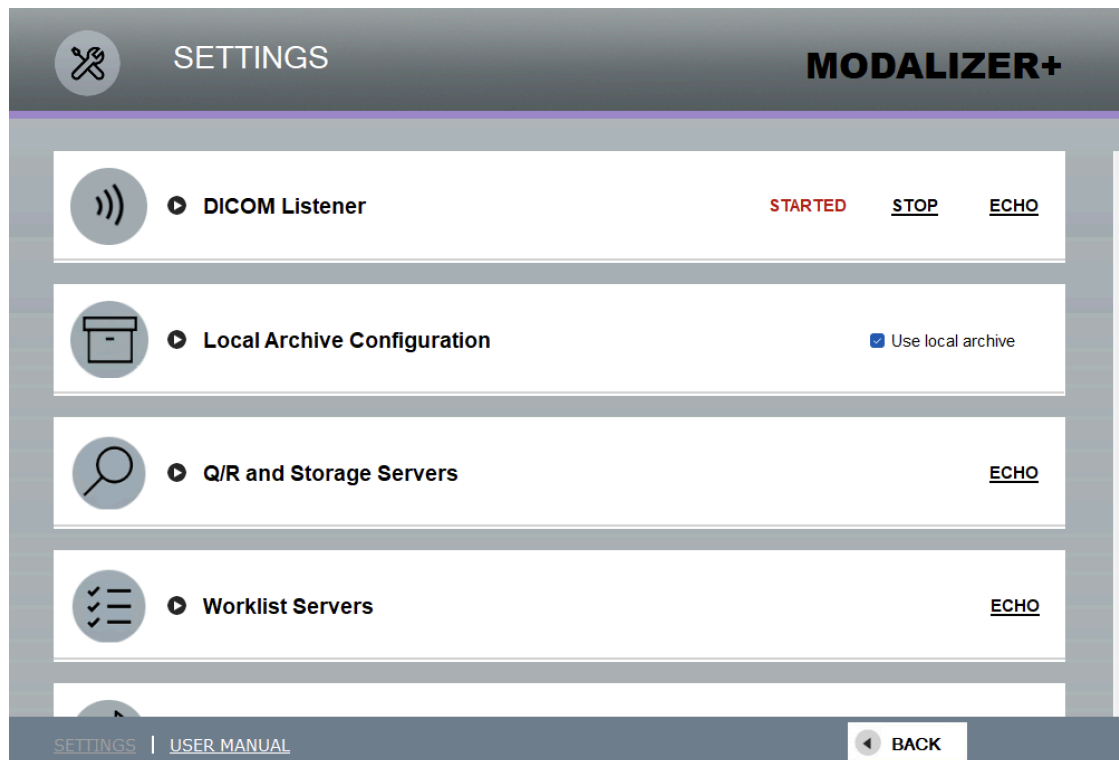 SETTINGS
MODALIZER+
DICOM Listener STARTED STOP ECHO
Local Archive Configuration Use local archive
Q/R and Storage Servers ECHO
Worklist Servers ECHO
SETTINGS | USER MANUAL BACK